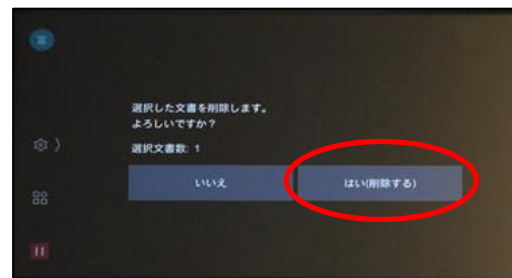 選択した文書を削除します。
よろしいですか？
選択文書数: 1
いいえ
はい(削除する)